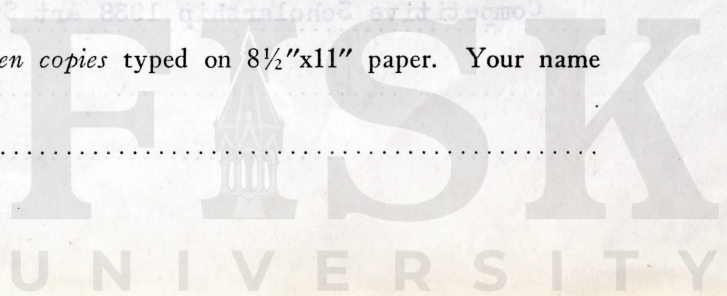 Competitive Scholarship 1938 Art S
en copies typed on 8½"x11" paper. Your name
....................................................
FISK
UNIVERSITY